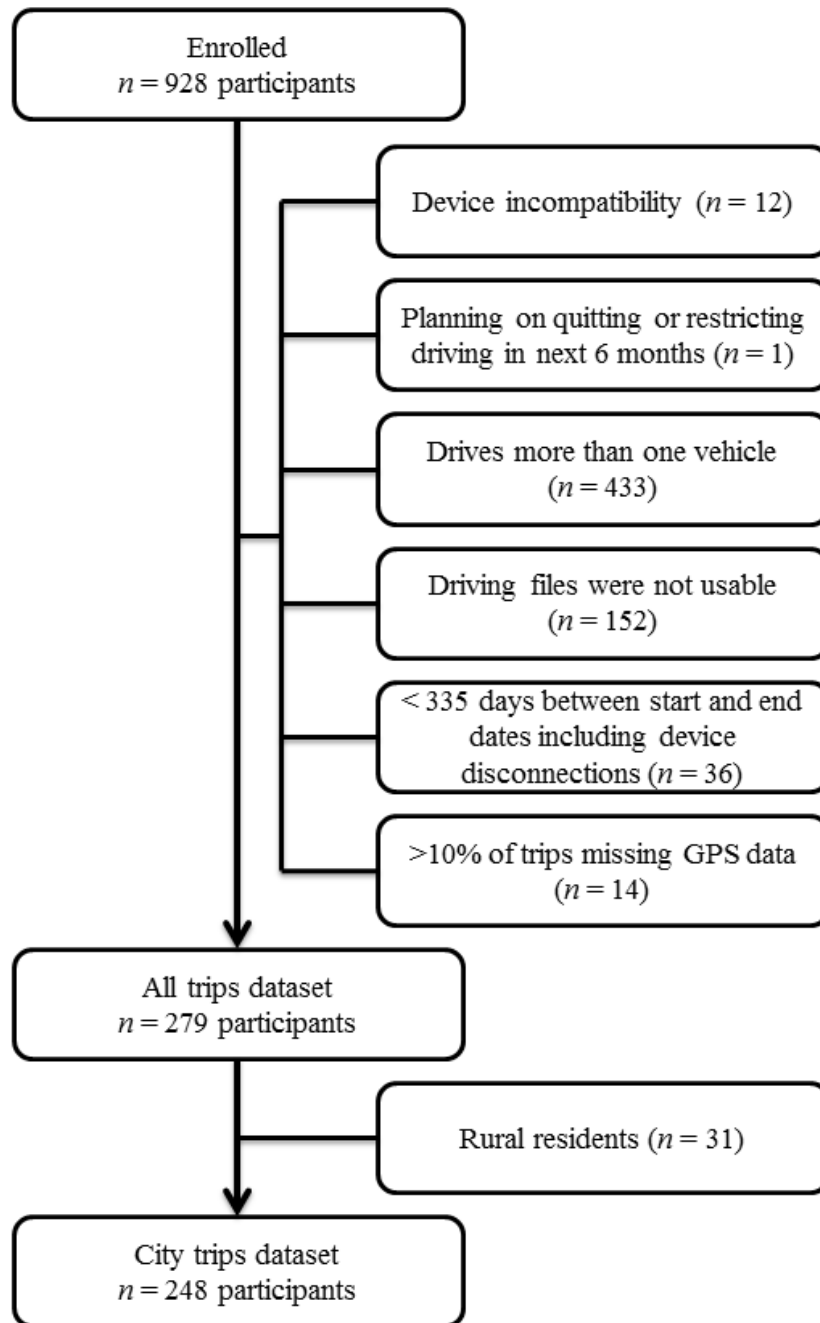 Enrolled
n = 928 participants
Device incompatibility (n = 12)
Planning on quitting or restricting
driving in next 6 months (n = 1)
Drives more than one vehicle
(n = 433)
Driving files were not usable
(n = 152)
< 335 days between start and end
dates including device
disconnections (n = 36)
>10% of trips missing GPS data
(n = 14)
All trips dataset
n = 279 participants
Rural residents (n = 31)
City trips dataset
n = 248 participants